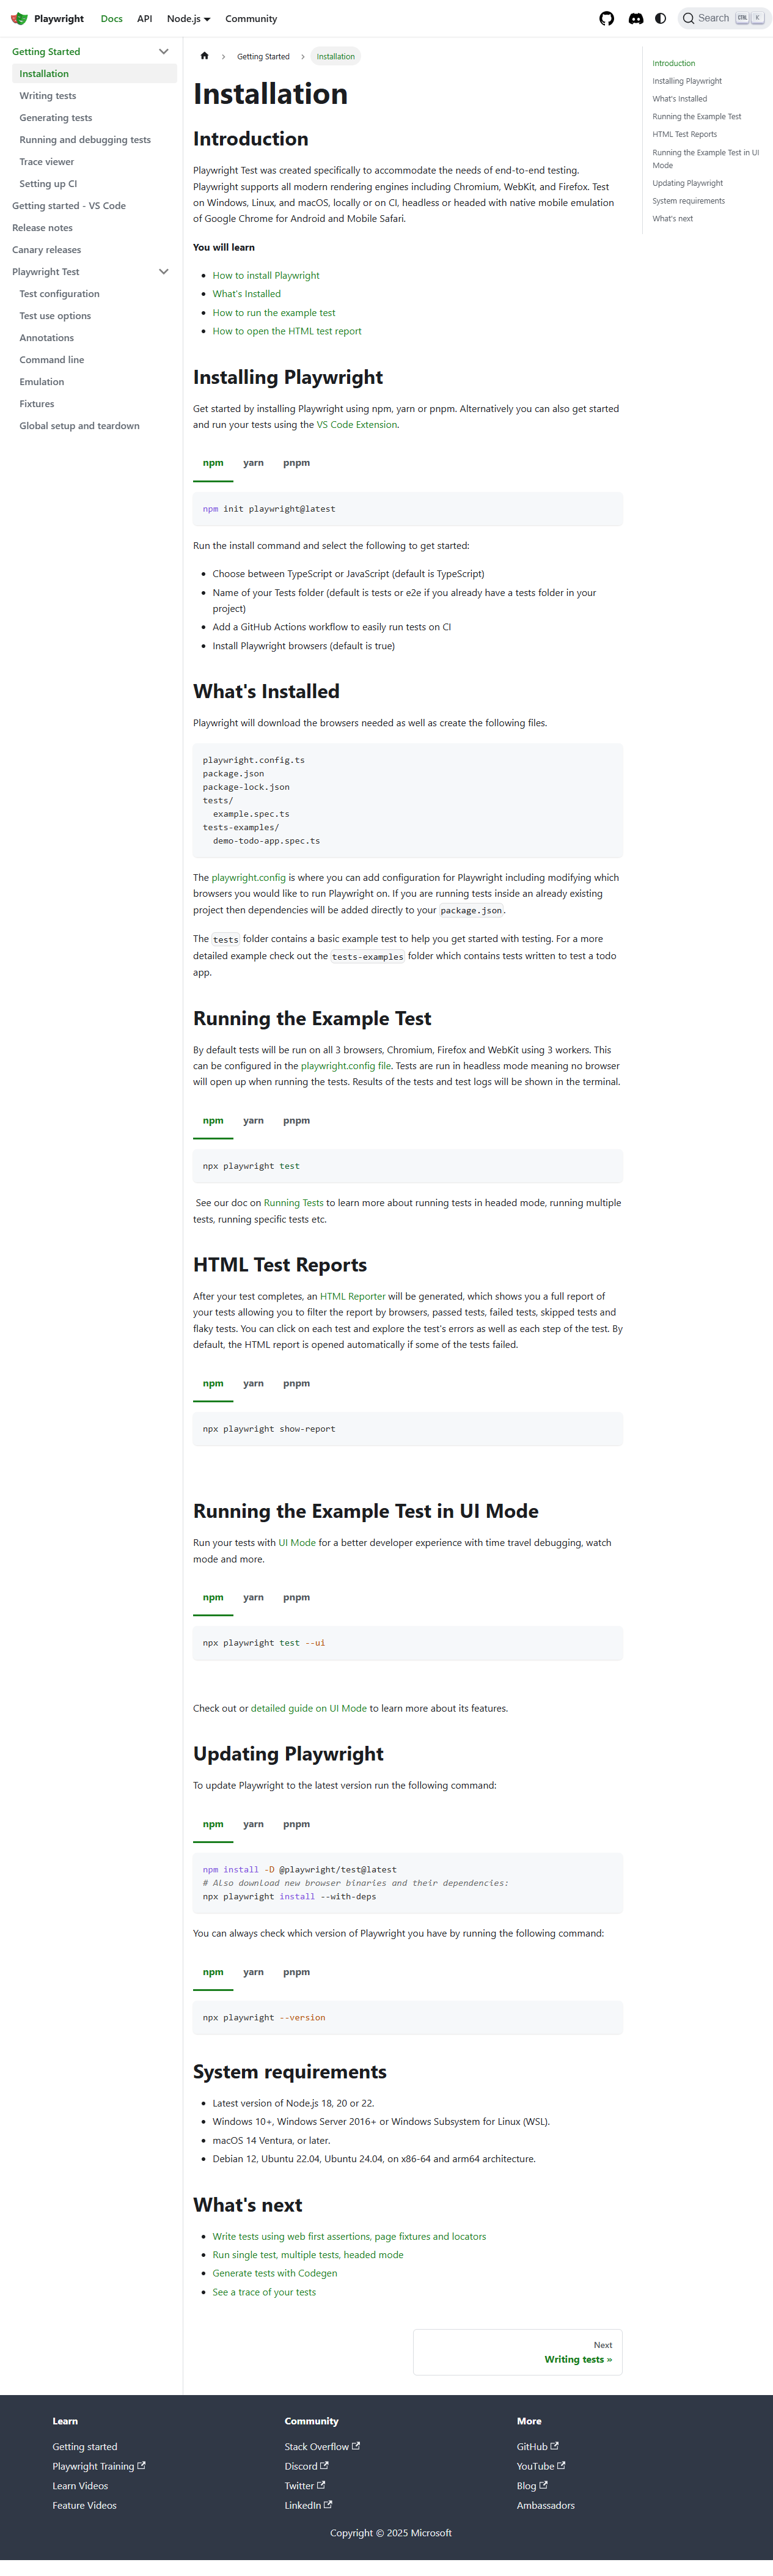 Playwright
Docs
API
Node.js
Community
Search
CTRL
K
Getting Started
Installation
Writing tests
Generating tests
Running and debugging tests
Trace viewer
Setting up CI
Getting started - VS Code
Release notes
Canary releases
Playwright Test
Test configuration
Test use options
Annotations
Command line
Emulation
Fixtures
Global setup and teardown
Getting Started
Installation
Installation
Introduction
Playwright Test was created specifically to accommodate the needs of end-to-end testing.
Playwright supports all modern rendering engines including Chromium, WebKit, and Firefox. Test
on Windows, Linux, and macOS, locally or on CI, headless or headed with native mobile emulation
of Google Chrome for Android and Mobile Safari.
You will learn
How to install Playwright
What's Installed
How to run the example test
How to open the HTML test report
Installing Playwright
Get started by installing Playwright using npm, yarn or pnpm. Alternatively you can also get started
and run your tests using the VS Code Extension.
npm yarn pnpm
npm init playwright@latest
Run the install command and select the following to get started:
Choose between TypeScript or JavaScript (default is TypeScript)
Name of your Tests folder (default is tests or e2e if you already have a tests folder in your
project)
Add a GitHub Actions workflow to easily run tests on CI
Install Playwright browsers (default is true)
What's Installed
Playwright will download the browsers needed as well as create the following files.
playwright.config.ts
package.json
package-lock.json
tests/
example.spec.ts
tests-examples/
demo-todo-app.spec.ts
The playwright.config is where you can add configuration for Playwright including modifying which
browsers you would like to run Playwright on. If you are running tests inside an already existing
project then dependencies will be added directly to your package.json.
The tests folder contains a basic example test to help you get started with testing. For a more
detailed example check out the tests-examples folder which contains tests written to test a todo
app.
Running the Example Test
By default tests will be run on all 3 browsers, Chromium, Firefox and WebKit using 3 workers. This
can be configured in the playwright.config file. Tests are run in headless mode meaning no browser
will open up when running the tests. Results of the tests and test logs will be shown in the terminal.
npm yarn pnpm
npx playwright test
See our doc on Running Tests to learn more about running tests in headed mode, running multiple
tests, running specific tests etc.
HTML Test Reports
After your test completes, an HTML Reporter will be generated, which shows you a full report of
your tests allowing you to filter the report by browsers, passed tests, failed tests, skipped tests and
flaky tests. You can click on each test and explore the test's errors as well as each step of the test. By
default, the HTML report is opened automatically if some of the tests failed.
npm yarn pnpm
npx playwright show-report
Running the Example Test in UI Mode
Run your tests with UI Mode for a better developer experience with time travel debugging, watch
mode and more.
npm yarn pnpm
npx playwright test --ui
Check out or detailed guide on UI Mode to learn more about its features.
Updating Playwright
To update Playwright to the latest version run the following command:
npm yarn pnpm
npm install -D @playwright/test@latest
# Also download new browser binaries and their dependencies:
npx playwright install --with-deps
You can always check which version of Playwright you have by running the following command:
npm yarn pnpm
npx playwright --version
System requirements
Latest version of Node.js 18, 20 or 22.
Windows 10+, Windows Server 2016+ or Windows Subsystem for Linux (WSL).
macOS 14 Ventura, or later.
Debian 12, Ubuntu 22.04, Ubuntu 24.04, on x86-64 and arm64 architecture.
What's next
Write tests using web first assertions, page fixtures and locators
Run single test, multiple tests, headed mode
Generate tests with Codegen
See a trace of your tests
Next
Writing tests »
Introduction
Installing Playwright
What's Installed
Running the Example Test
HTML Test Reports
Running the Example Test in UI
Mode
Updating Playwright
System requirements
What's next
Learn
Getting started
Playwright Training
Learn Videos
Feature Videos
Community
Stack Overflow
Discord
Twitter
LinkedIn
More
GitHub
YouTube
Blog
Ambassadors
Copyright © 2025 Microsoft